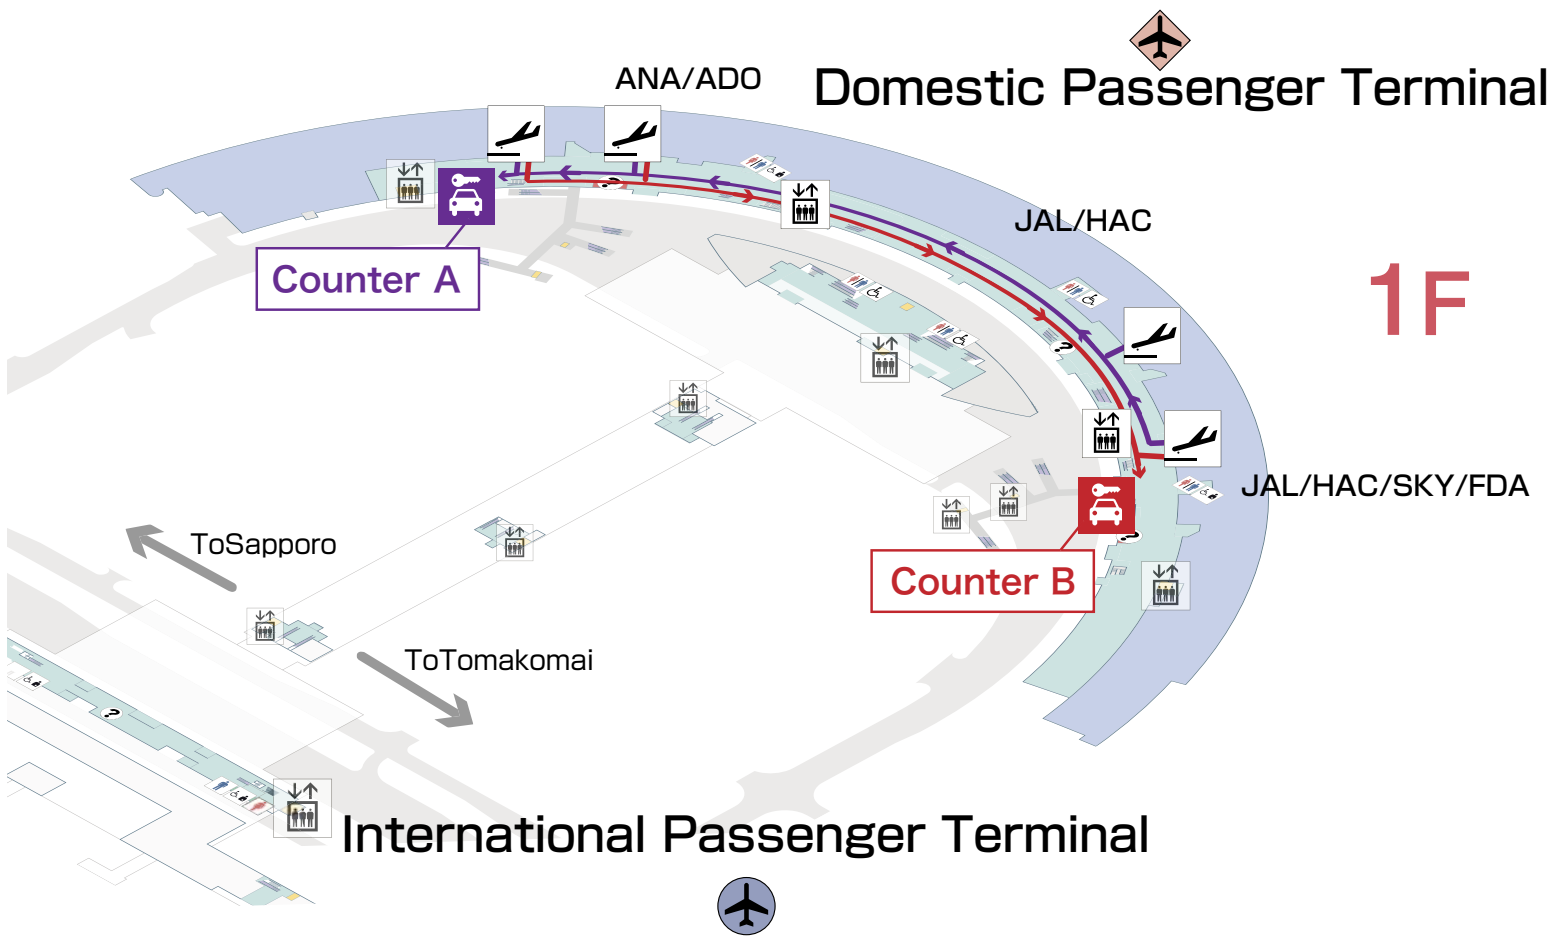 Domestic Passenger Terminal
ANA/ADO
JAL/HAC
1F
Counter A
JAL/HAC/SKY/FDA
ToSapporo
Counter B
ToTomakomai
International Passenger Terminal